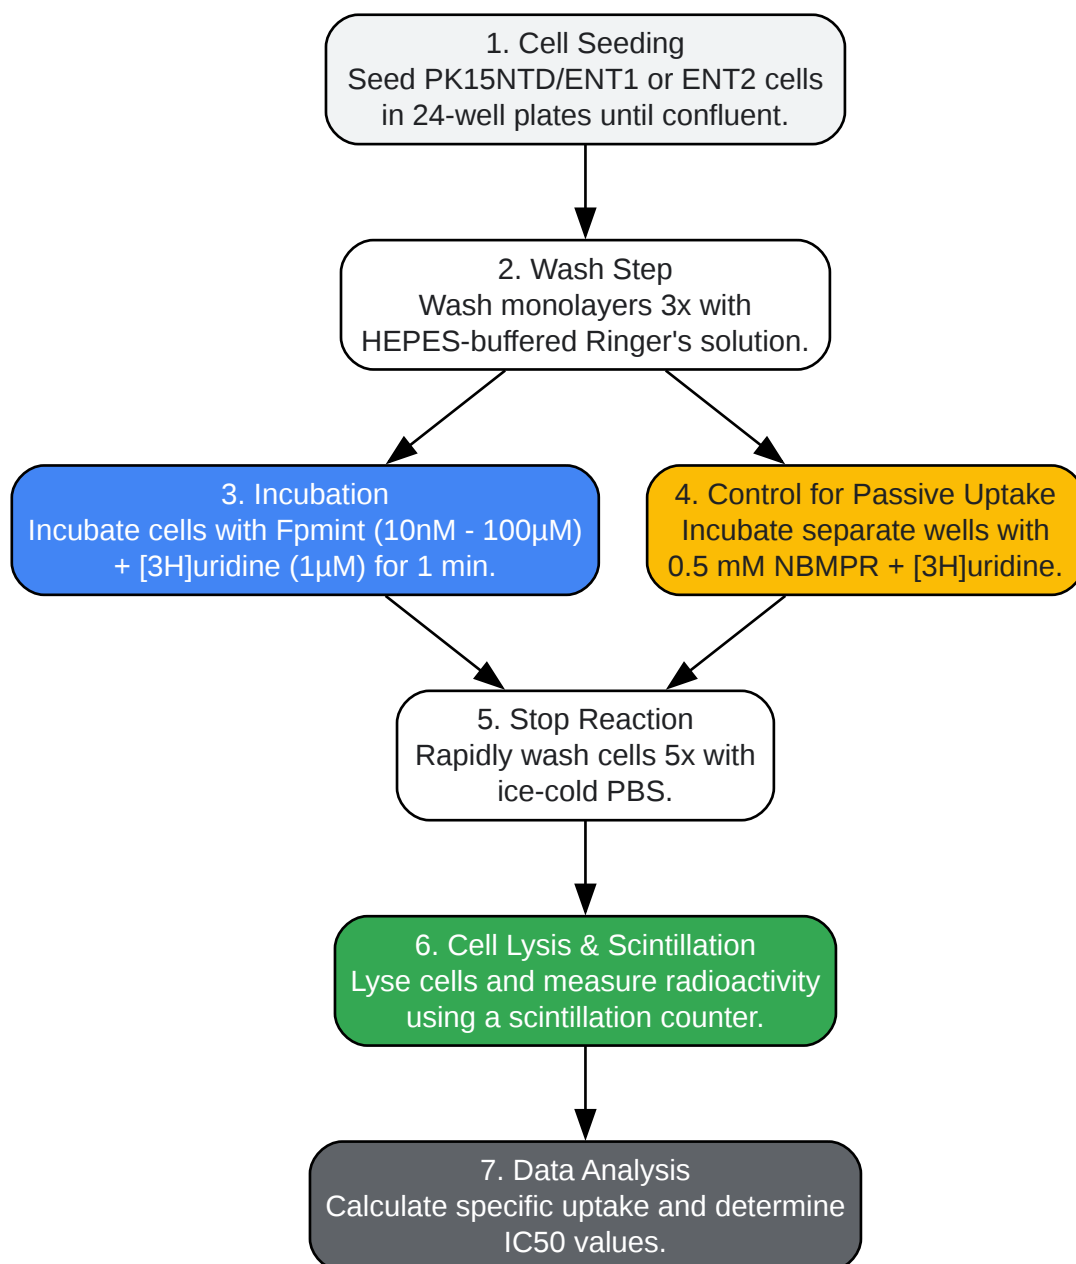 1. Cell Seeding
Seed PK15NTD/ENT1 or ENT2 cells
in 24-well plates until confluent.
2. Wash Step
Wash monolayers 3x with
HEPES-buffered Ringer's solution.
3. Incubation
Incubate cells with Fpmint (10nM - 100µM)
+ [3H]uridine (1µM) for 1 min.
4. Control for Passive Uptake
Incubate separate wells with
0.5 mM NBMPR + [3H]uridine.
5. Stop Reaction
Rapidly wash cells 5x with
ice-cold PBS.
6. Cell Lysis & Scintillation
Lyse cells and measure radioactivity
using a scintillation counter.
7. Data Analysis
Calculate specific uptake and determine
IC50 values.